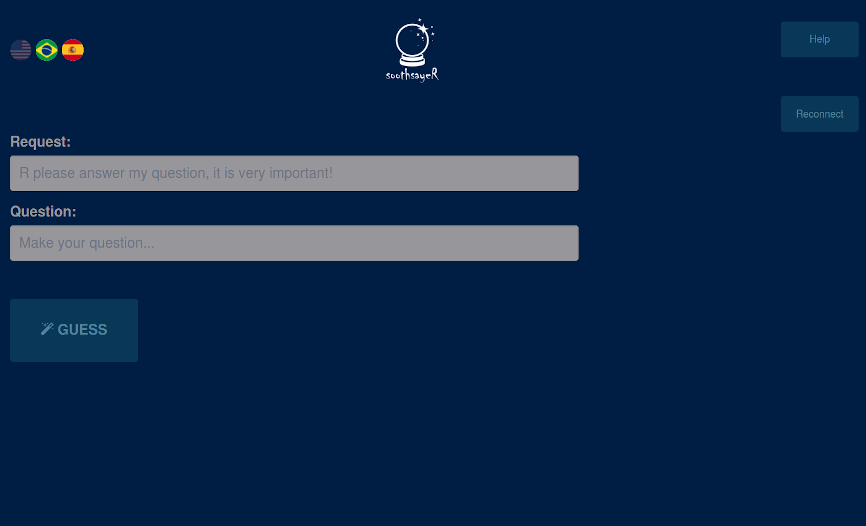 soothsayeR
Help
Reconnect
Request:
R please answer my question, it is very important!
Question:
Make your question...
GUESS